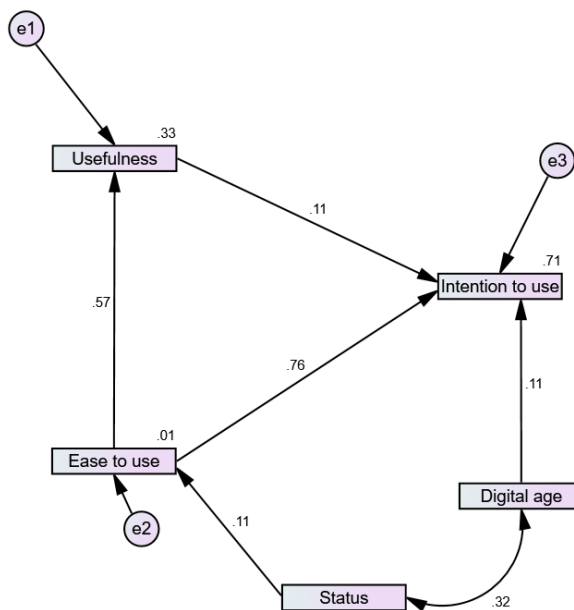 e1
.33
Usefulness
e3
.11
.71
Intention to use
.57
.76
.11
.01
Ease to use
Digital age
e2
.11
Status
.32